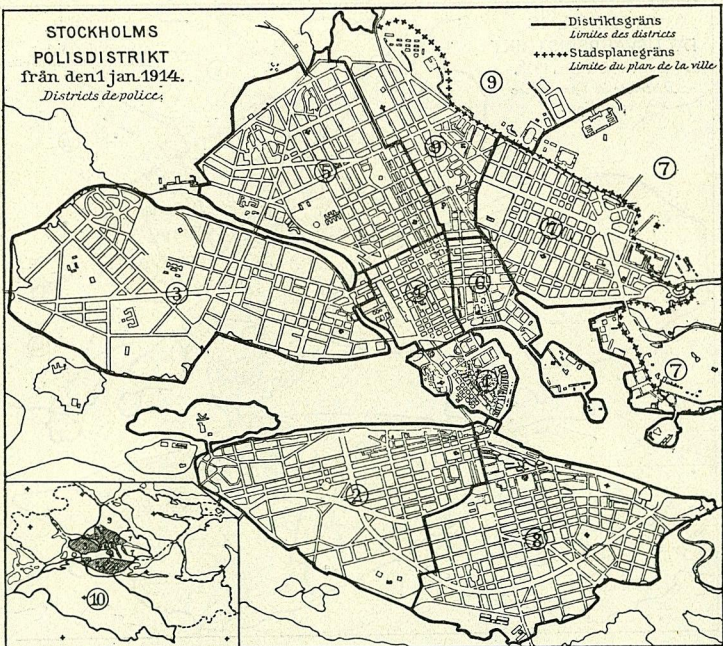 STOCKHOLMS
POLISDISTRIKT
från den 1 jan. 1914.
Districts de police.
Distriktsgräns
Limites des districts
Stadsplanegräns
Limite du plan de la ville
9
9
5
7
7
3
4
6
7
1
2
8
10